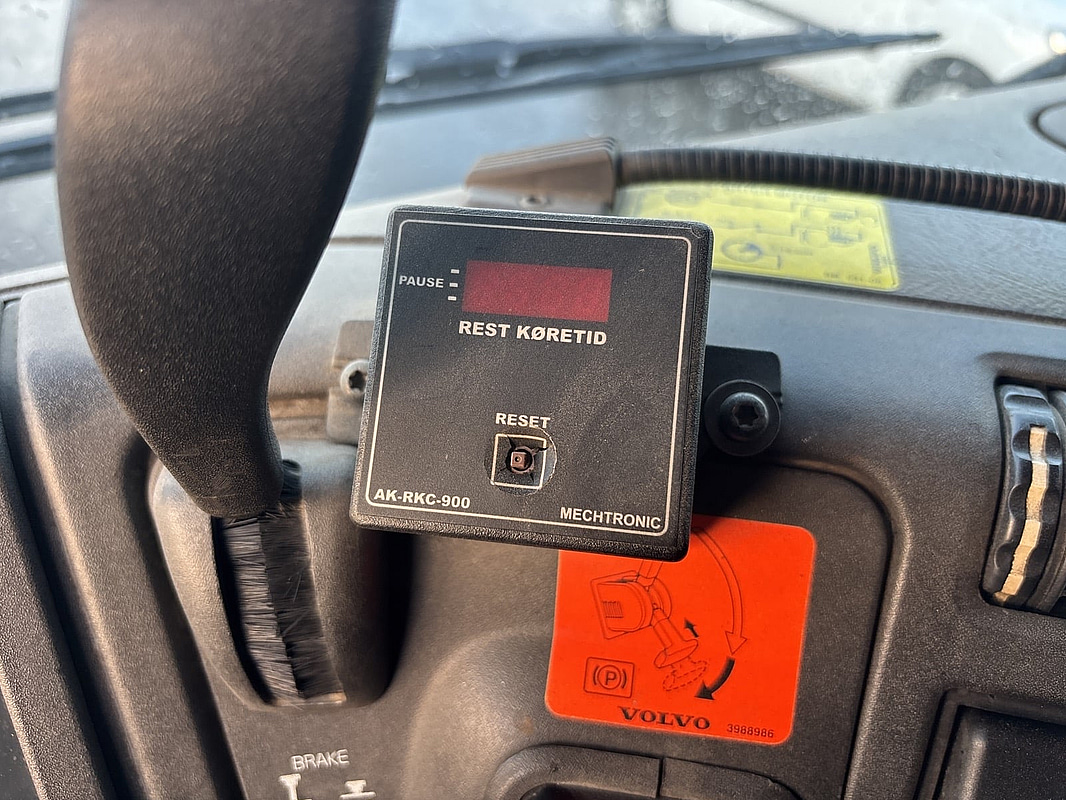 PAUSE
REST KØRETID
RESET
AK-RKC-900
MECHTRONIC
P
VOLVO
3988986
BRAKE